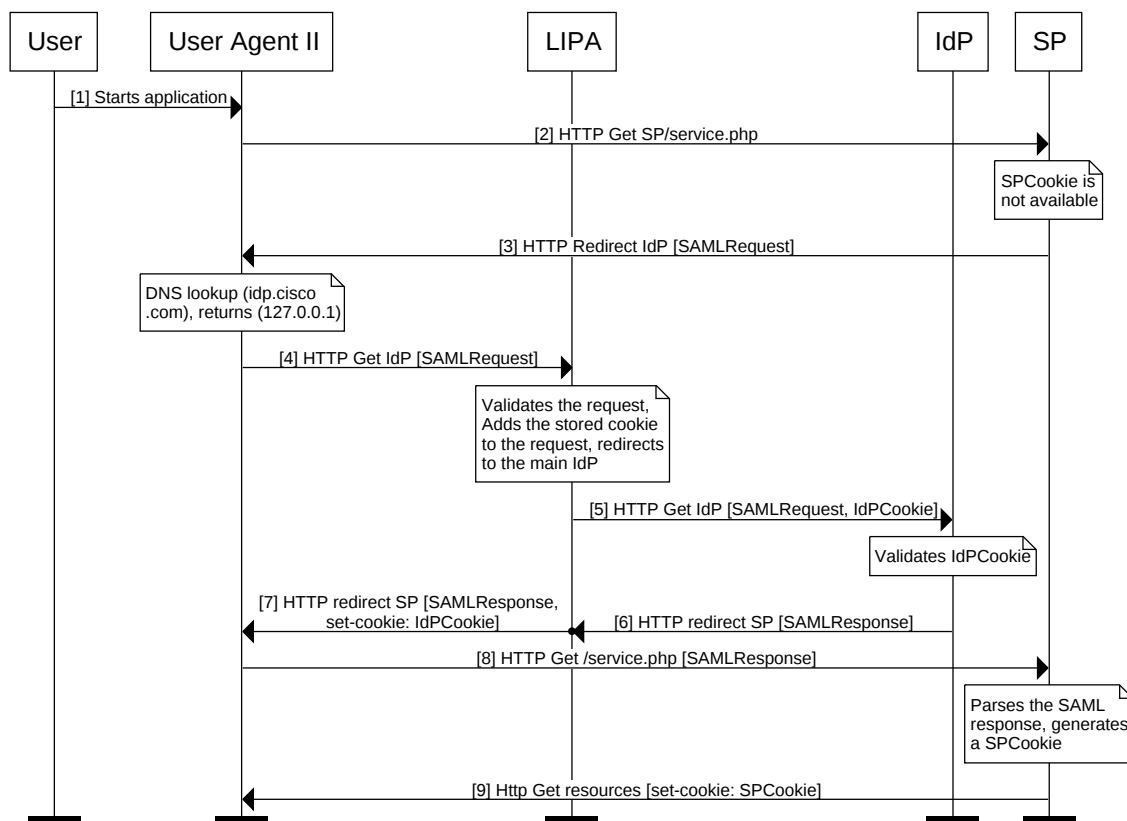 User
User Agent II
LIPA
IdP
SP
[1] Starts application
[2] HTTP Get SP/service.php
SPCookie is
not available
[3] HTTP Redirect IdP [SAMLRequest]
DNS lookup (idp.cisco
.com), returns (127.0.0.1)
[4] HTTP Get IdP [SAMLRequest]
Validates the request,
Adds the stored cookie
to the request, redirects
to the main IdP
[5] HTTP Get IdP [SAMLRequest, IdPCookie]
Validates IdPCookie
[7] HTTP redirect SP [SAMLResponse,
set-cookie: IdPCookie]
[6] HTTP redirect SP [SAMLResponse]
[8] HTTP Get /service.php [SAMLResponse]
Parses the SAML
response, generates
a SPCookie
[9] Http Get resources [set-cookie: SPCookie]